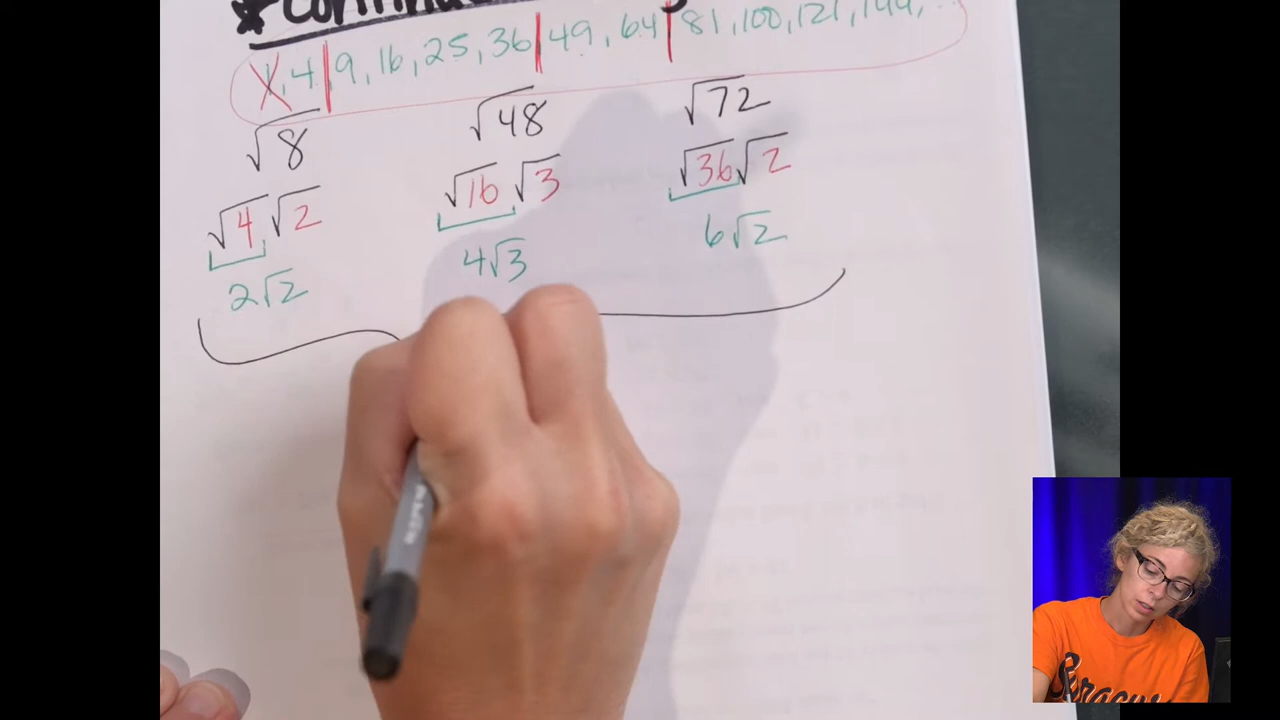 X, 4|9, 16, 25, 36|49, 64|81, 100, 121, 144, ...
√8 √48 √72
√4 √2 √16 √3 √36 √2
2√2 4√3 6√2